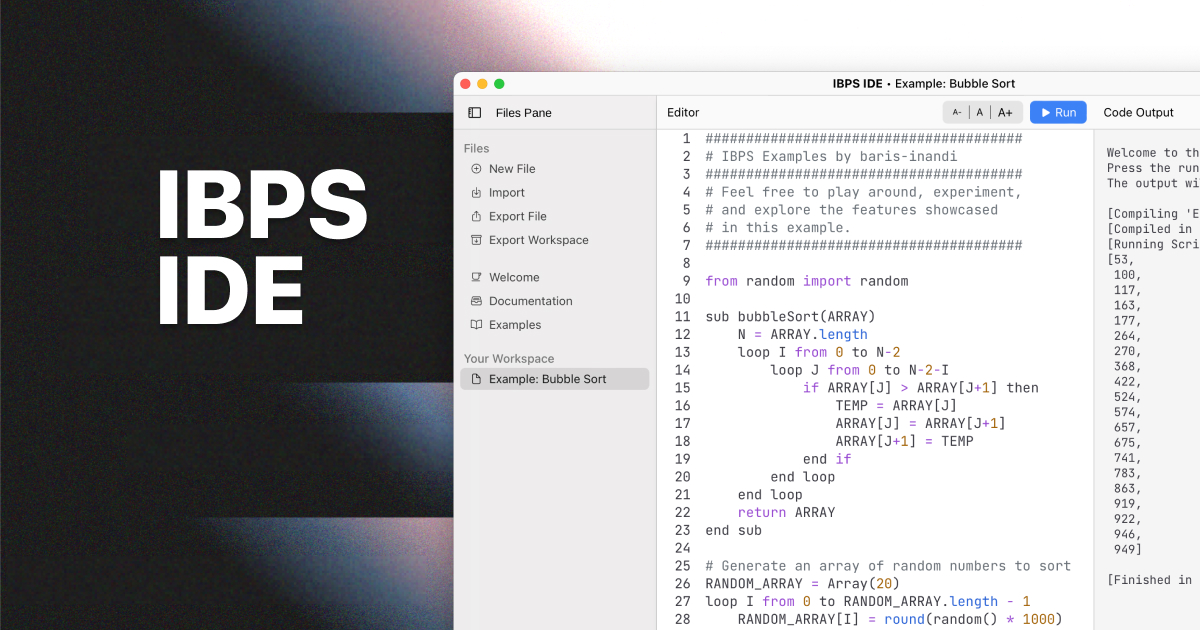 IBPS
IDE
IBPS IDE • Example: Bubble Sort
Files Pane
Editor
A- | A | A+
Run
Code Output
Files
New File
Import
Export File
Export Workspace
Welcome
Documentation
Examples
Your Workspace
Example: Bubble Sort
1 #######################################
2 # IBPS Examples by baris-inandi
3 #######################################
4 # Feel free to play around, experiment,
5 # and explore the features showcased
6 # in this example.
7 #######################################
8
9 from random import random
10
11 sub bubbleSort(ARRAY)
12     N = ARRAY.length
13     loop I from 0 to N-2
14         loop J from 0 to N-2-I
15             if ARRAY[J] > ARRAY[J+1] then
16                 TEMP = ARRAY[J]
17                 ARRAY[J] = ARRAY[J+1]
18                 ARRAY[J+1] = TEMP
19             end if
20         end loop
21     end loop
22     return ARRAY
23 end sub
24
25 # Generate an array of random numbers to sort
26 RANDOM_ARRAY = Array(20)
27 loop I from 0 to RANDOM_ARRAY.length - 1
28     RANDOM_ARRAY[I] = round(random() * 1000)
Welcome to th
Press the run
The output wi
[Compiling 'E
[Compiled in
[Running Scri
[53,
100,
117,
163,
177,
264,
270,
368,
422,
524,
574,
657,
675,
741,
783,
863,
919,
922,
946,
949]
[Finished in